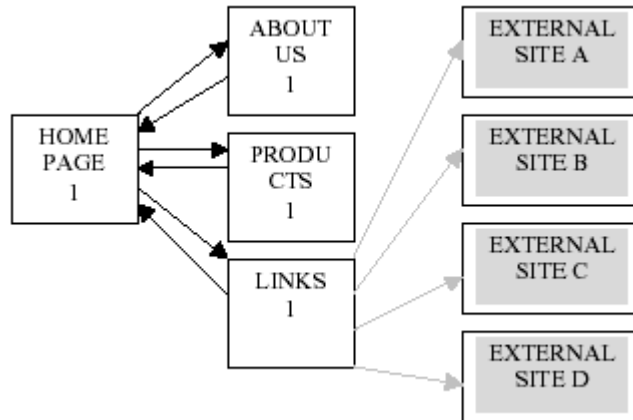 HOME
PAGE
1
ABOUT
US
1
PRODU
CTS
1
LINKS
1
EXTERNAL
SITE A
EXTERNAL
SITE B
EXTERNAL
SITE C
EXTERNAL
SITE D